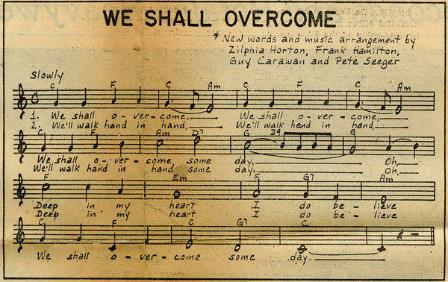 WE SHALL OVERCOME
* New words and music arrangement by
Zilphia Horton, Frank Hamilton,
Guy Carawan and Pete Seeger
Slowly
C F C Am C F C Am
1. We shall o-ver-come, We shall o-ver-come,
2. We'll walk hand in hand, We'll walk hand in hand,
C F Am D7 G D9 G
We shall o-ver-come, some day, Oh,
We'll walk hand in hand some day, Oh,
F Em F G7 Am
Deep in my heart I do be-lieve
Deep in my heart I do be-lieve
C F C G7 C
We shall o-ver-come some day.